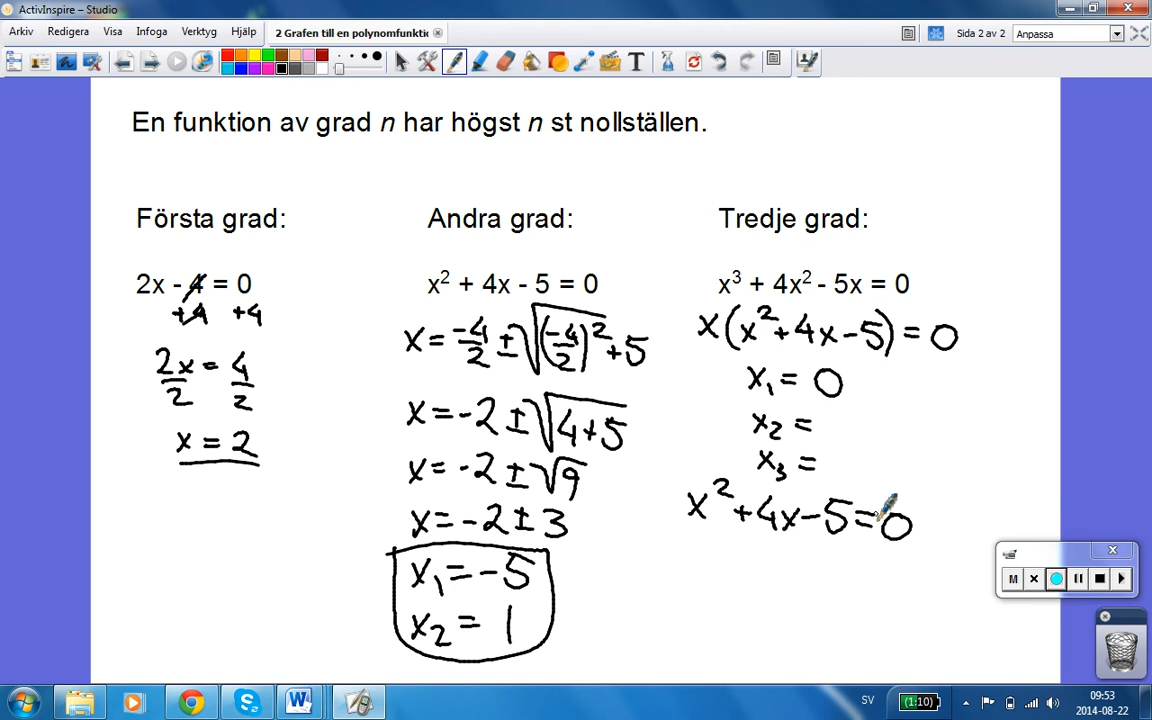 ActivInspire – Studio
Arkiv Redigera Visa Infoga Verktyg Hjälp 2 Grafen till en polynomfunktic Sida 2 av 2 Anpassa
En funktion av grad n har högst n st nollställen.
Första grad:
2x - 4 = 0
+4 +4
2x/2 = 4/2
x = 2
Andra grad:
x² + 4x - 5 = 0
x = -4/2 ± √((-4/2)² + 5)
x = -2 ± √(4+5)
x = -2 ± √9
x = -2 ± 3
x₁ = -5
x₂ = 1
Tredje grad:
x³ + 4x² - 5x = 0
x(x² + 4x - 5) = 0
x₁ = 0
x₂ =
x₃ =
x² + 4x - 5 = 0
M
SV (1:10) 09:53
2014-08-22